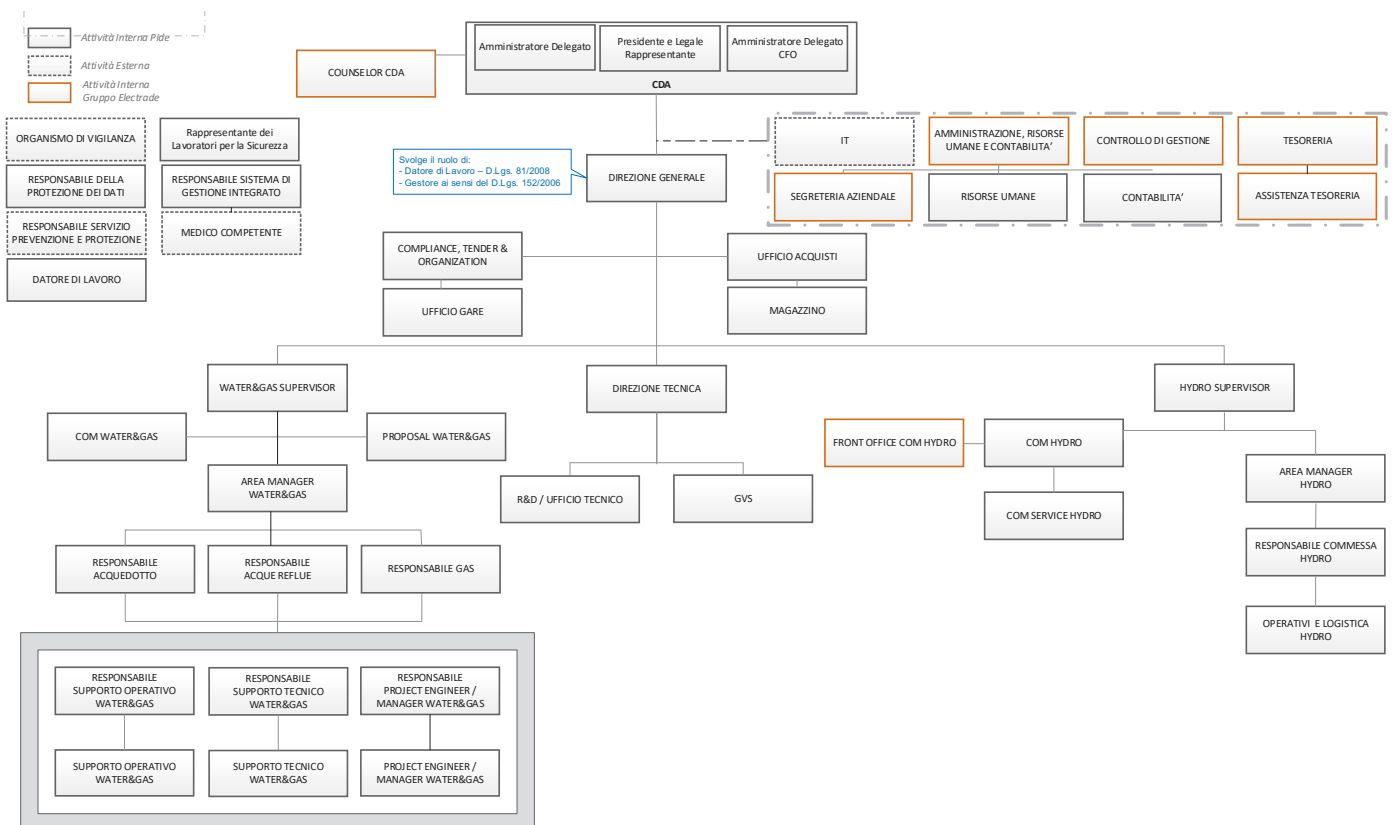 Attività Interna Plde
Attività Esterna
Attività Interna
Gruppo Electrade
COUNSELOR CDA
Amministratore Delegato
Presidente e Legale
Rappresentante
Amministratore Delegato
CFO
CDA
ORGANISMO DI VIGILANZA
Rappresentante dei
Lavoratori per la Sicurezza
RESPONSABILE DELLA
PROTEZIONE DEI DATI
RESPONSABILE SISTEMA DI
GESTIONE INTEGRATO
RESPONSABILE SERVIZIO
PREVENZIONE E PROTEZIONE
MEDICO COMPETENTE
DATORE DI LAVORO
Svolge il ruolo di:
- Datore di Lavoro – D.Lgs. 81/2008
- Gestore ai sensi del D.Lgs. 152/2006
DIREZIONE GENERALE
IT
AMMINISTRAZIONE, RISORSE
UMANE E CONTABILITA’
CONTROLLO DI GESTIONE
TESORERIA
SEGRETERIA AZIENDALE
RISORSE UMANE
CONTABILITA’
ASSISTENZA TESORERIA
COMPLIANCE, TENDER &
ORGANIZATION
UFFICIO ACQUISTI
UFFICIO GARE
MAGAZZINO
WATER&GAS SUPERVISOR
DIREZIONE TECNICA
HYDRO SUPERVISOR
COM WATER&GAS
PROPOSAL WATER&GAS
FRONT OFFICE COM HYDRO
COM HYDRO
AREA MANAGER
WATER&GAS
R&D / UFFICIO TECNICO
GVS
COM SERVICE HYDRO
AREA MANAGER
HYDRO
RESPONSABILE
ACQUEDOTTO
RESPONSABILE
ACQUE REFLUE
RESPONSABILE GAS
RESPONSABILE COMMESSA
HYDRO
OPERATIVI E LOGISTICA
HYDRO
RESPONSABILE
SUPPORTO OPERATIVO
WATER&GAS
RESPONSABILE
SUPPORTO TECNICO
WATER&GAS
RESPONSABILE
PROJECT ENGINEER /
MANAGER WATER&GAS
SUPPORTO OPERATIVO
WATER&GAS
SUPPORTO TECNICO
WATER&GAS
PROJECT ENGINEER /
MANAGER WATER&GAS